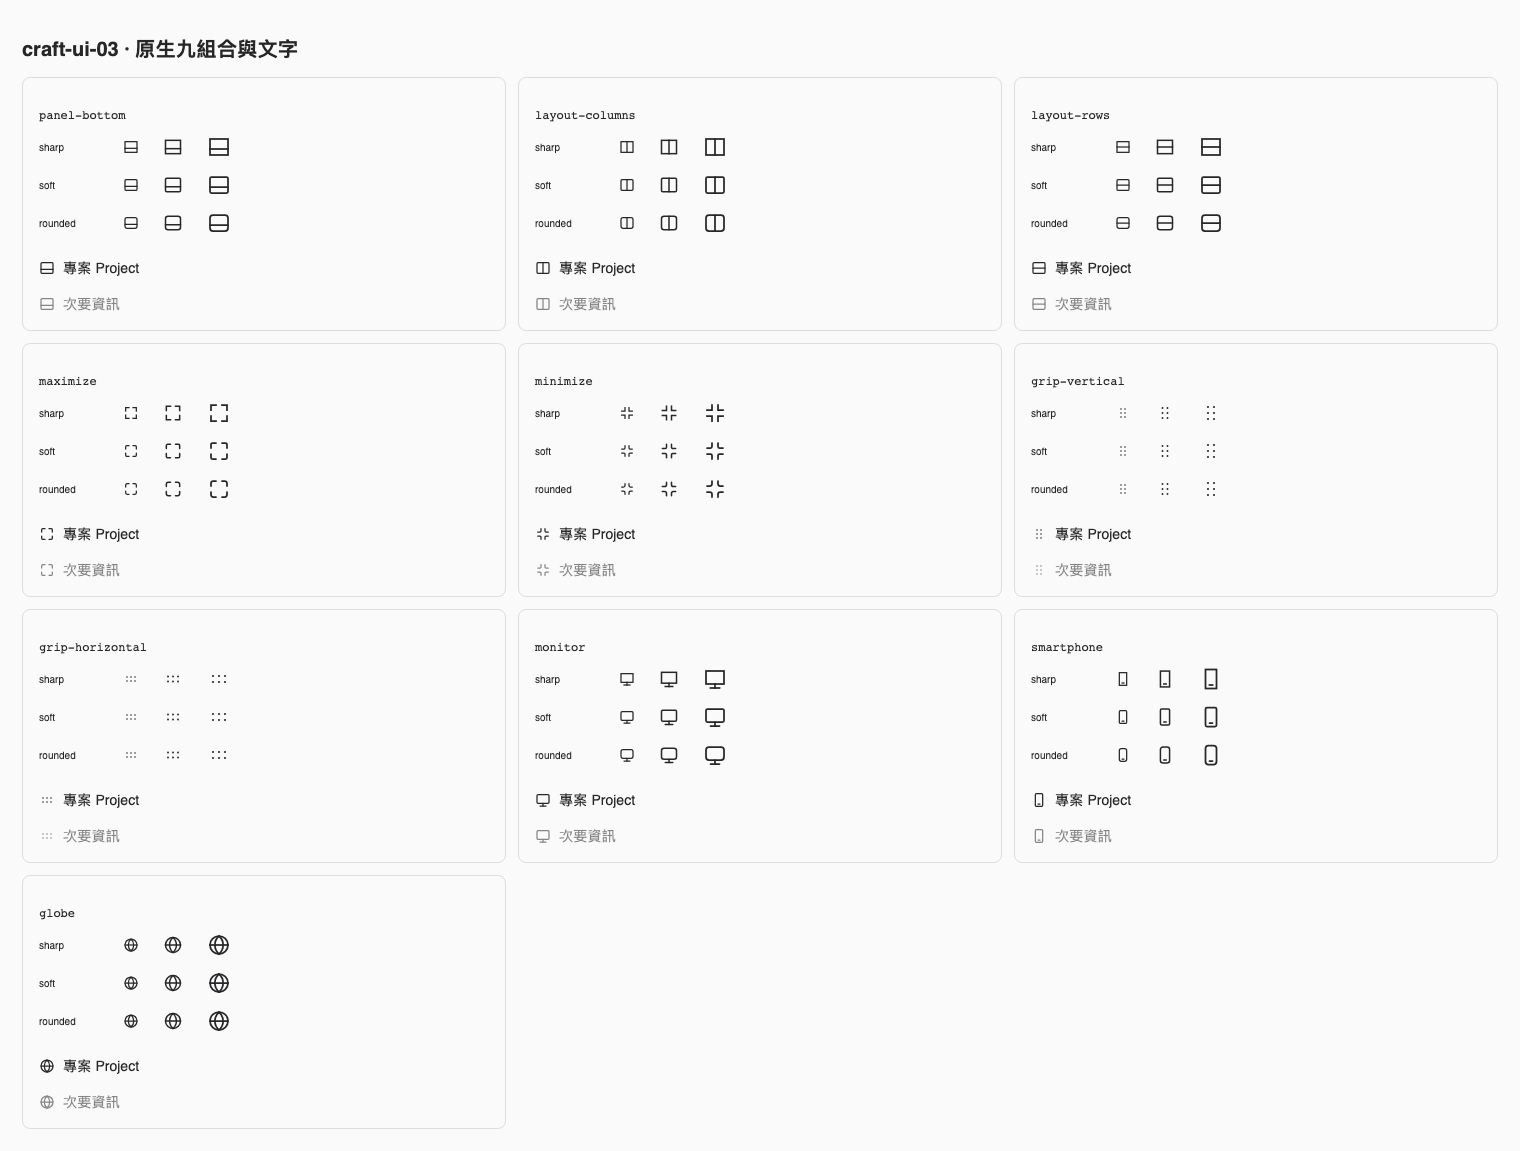 craft-ui-03 · 原生九組合與文字
panel-bottom
sharp
soft
rounded
專案 Project
次要資訊
layout-columns
sharp
soft
rounded
專案 Project
次要資訊
layout-rows
sharp
soft
rounded
專案 Project
次要資訊
maximize
sharp
soft
rounded
專案 Project
次要資訊
minimize
sharp
soft
rounded
專案 Project
次要資訊
grip-vertical
sharp
soft
rounded
專案 Project
次要資訊
grip-horizontal
sharp
soft
rounded
專案 Project
次要資訊
monitor
sharp
soft
rounded
專案 Project
次要資訊
smartphone
sharp
soft
rounded
專案 Project
次要資訊
globe
sharp
soft
rounded
專案 Project
次要資訊